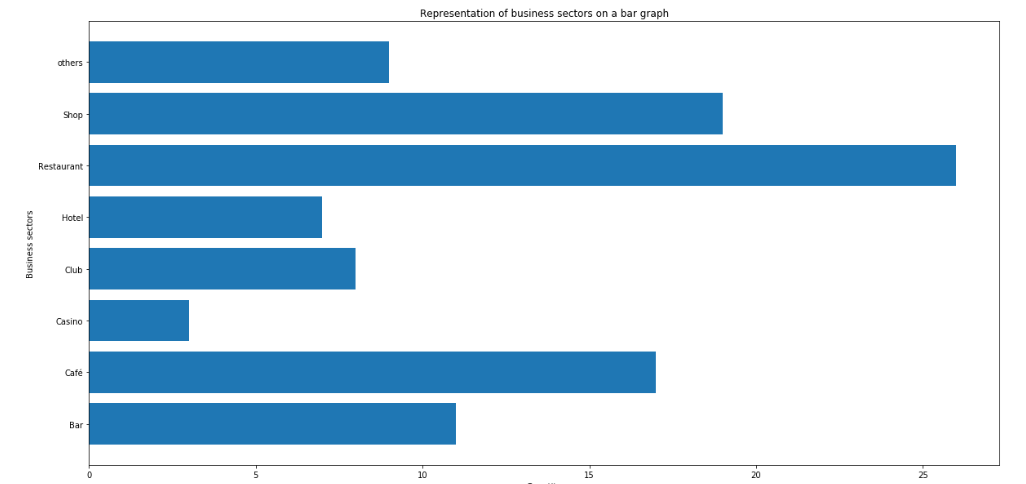 Representation of business sectors on a bar graph
others
Shop
Restaurant
Hotel
Club
Casino
Café
Bar
Business sectors
0 5 10 15 20 25